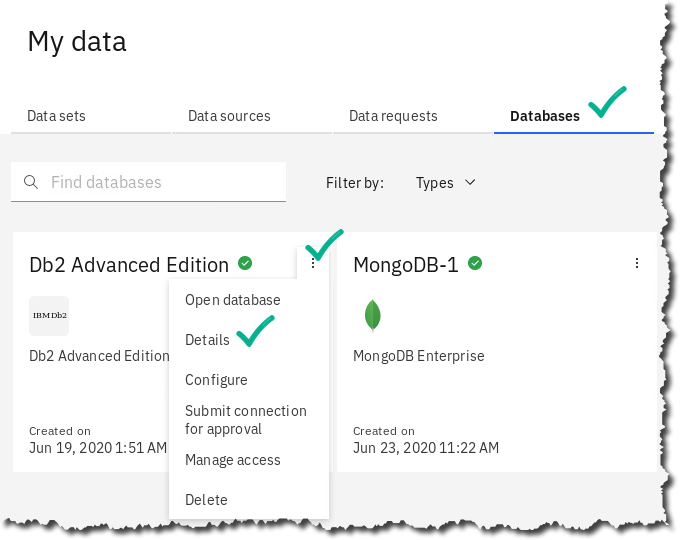 My data
Data sets
Data sources
Data requests
Databases
Find databases
Filter by:
Types
Db2 Advanced Edition
MongoDB-1
Open database
IBM Db2
Details
Db2 Advanced Edition
MongoDB Enterprise
Configure
Submit connection
for approval
Created on
Created on
Jun 19, 2020 1:51 AM
Jun 23, 2020 11:22 AM
Manage access
Delete